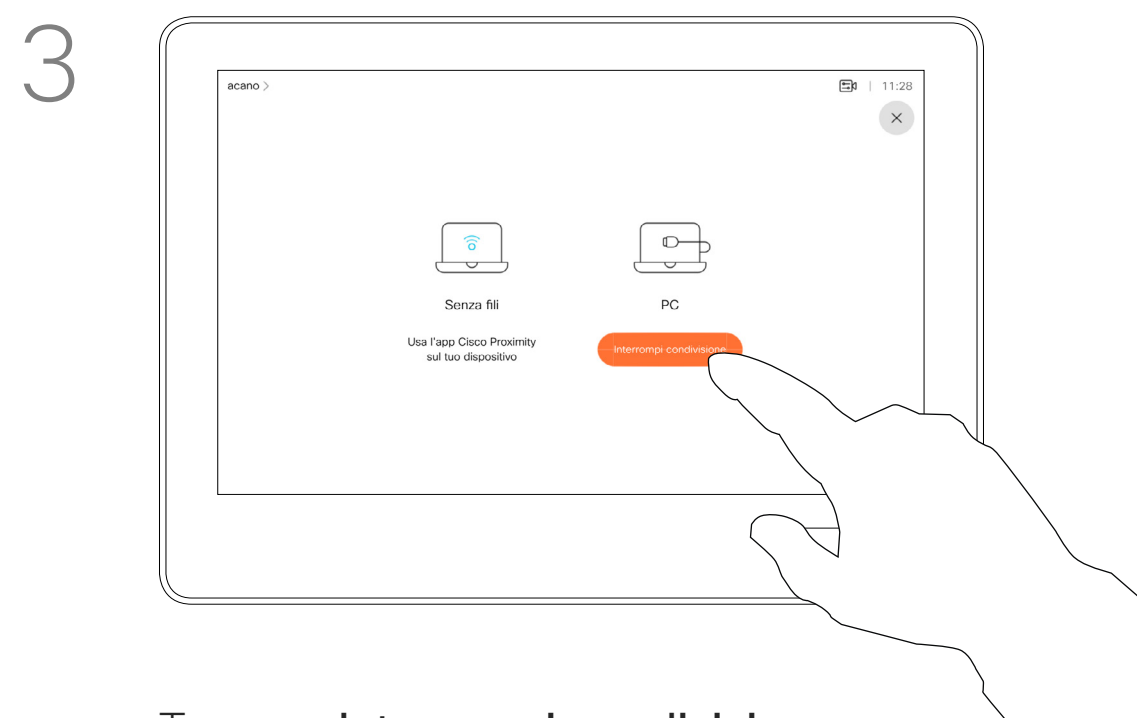 3
acano >
11:28
Senza fili
PC
Usa l'app Cisco Proximity
sul tuo dispositivo
Interrompi condivisione